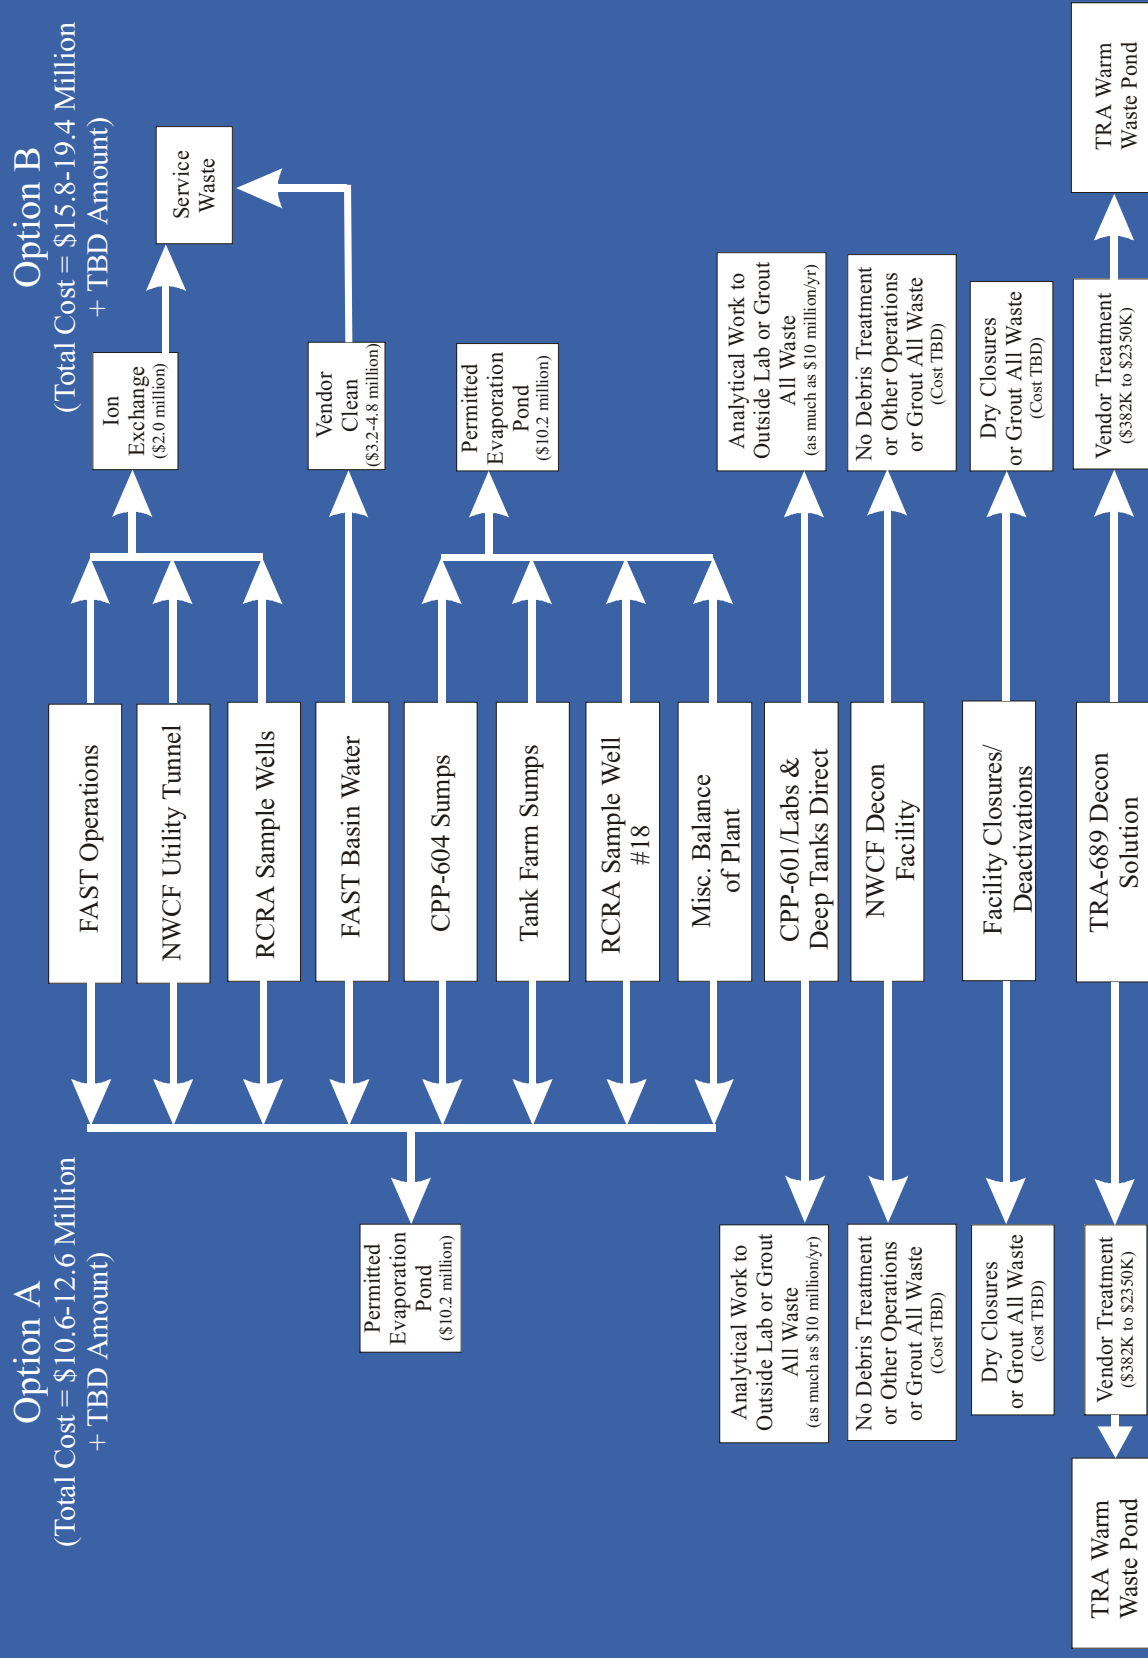 Option A
(Total Cost = $10.6-12.6 Million
+ TBD Amount)
Option B
(Total Cost = $15.8-19.4 Million
+ TBD Amount)
Permitted
Evaporation
Pond
($10.2 million)
Analytical Work to
Outside Lab or Grout
All Waste
(as much as $10 million/yr)
No Debris Treatment
or Other Operations
or Grout All Waste
(Cost TBD)
Dry Closures
or Grout All Waste
(Cost TBD)
Vendor Treatment
($382K to $2350K)
TRA Warm
Waste Pond
FAST Operations
NWCF Utility Tunnel
RCRA Sample Wells
FAST Basin Water
CPP-604 Sumps
Tank Farm Sumps
RCRA Sample Well
#18
Misc. Balance
of Plant
CPP-601/Labs &
Deep Tanks Direct
NWCF Decon
Facility
Facility Closures/
Deactivations
TRA-689 Decon
Solution
Ion
Exchange
($2.0 million)
Service
Waste
Vendor
Clean
($3.2-4.8 million)
Permitted
Evaporation
Pond
($10.2 million)
Analytical Work to
Outside Lab or Grout
All Waste
(as much as $10 million/yr)
No Debris Treatment
or Other Operations
or Grout All Waste
(Cost TBD)
Dry Closures
or Grout All Waste
(Cost TBD)
Vendor Treatment
($382K to $2350K)
TRA Warm
Waste Pond